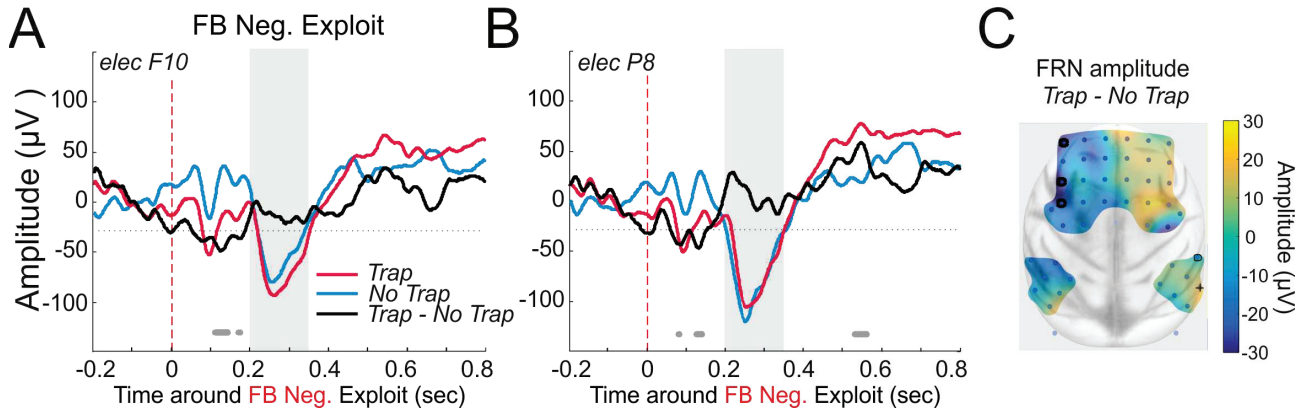 A
FB Neg. Exploit
elec F10
Amplitude (µV)
100
50
0
-50
-100
Trap
No Trap
Trap - No Trap
-0.2 0 0.2 0.4 0.6 0.8
Time around FB Neg. Exploit (sec)
B
elec P8
100
50
0
-50
-100
-0.2 0 0.2 0.4 0.6 0.8
Time around FB Neg. Exploit (sec)
C
FRN amplitude
Trap - No Trap
30
20
10
0
-10
-20
-30
Amplitude (µV)